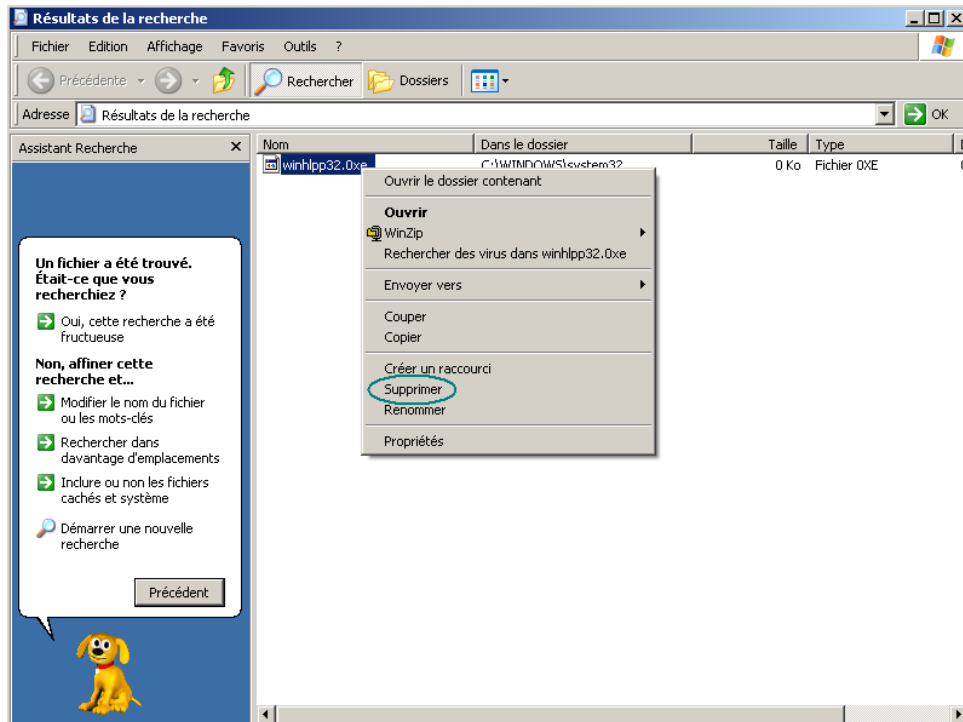 Résultats de la recherche
Fichier Edition Affichage Favoris Outils ?
Précédente Rechercher Dossiers
Adresse Résultats de la recherche OK
Assistant Recherche
Nom Dans le dossier Taille Type
winhlpp32.0xe C:\WINDOWS\system32 0 Ko Fichier 0XE
Ouvrir le dossier contenant
Ouvrir
WinZip
Rechercher des virus dans winhlpp32.0xe
Envoyer vers
Couper
Copier
Créer un raccourci
Supprimer
Renommer
Propriétés
Un fichier a été trouvé.
Était-ce que vous
recherchiez ?
Oui, cette recherche a été
fructueuse
Non, affiner cette
recherche et...
Modifier le nom du fichier
ou les mots-clés
Rechercher dans
davantage d'emplacements
Inclure ou non les fichiers
cachés et système
Démarrer une nouvelle
recherche
Précédent